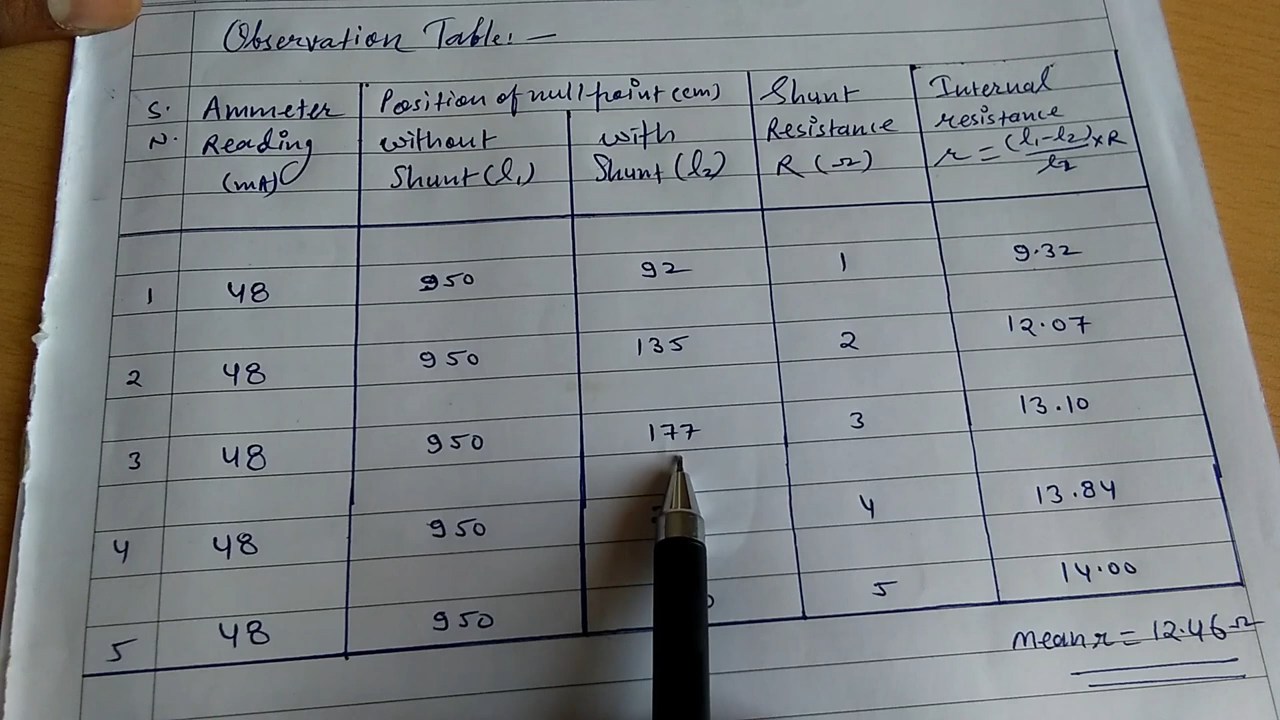 Observation Table: —
S. N. Ammeter Reading (mA) Position of null point (cm) Shunt Resistance R (Ω) Internal resistance r = (l₁-l₂)/l₂ × R
without Shunt (l₁) with Shunt (l₂)
1 48 950 92 1 9.32
2 48 950 135 2 12.07
3 48 950 177 3 13.10
4 48 950 4 13.84
5 48 950 5 14.00
mean r = 12.46 Ω